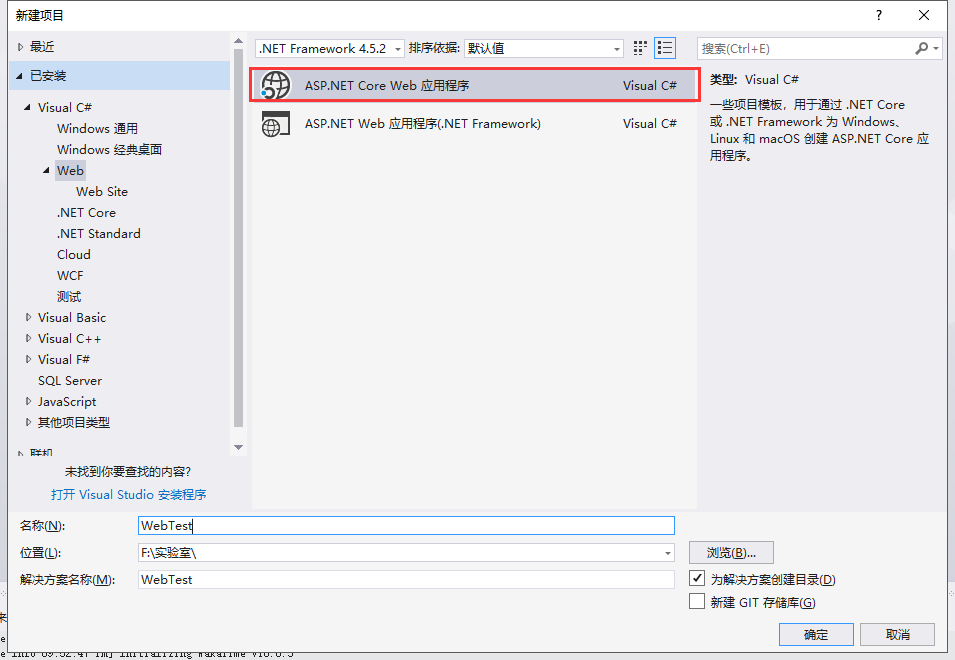 新建项目
?
最近
已安装
Visual C#
Windows 通用
Windows 经典桌面
Web
Web Site
.NET Core
.NET Standard
Cloud
WCF
测试
Visual Basic
Visual C++
Visual F#
SQL Server
JavaScript
其他项目类型
联机
未找到你要查找的内容?
打开 Visual Studio 安装程序
.NET Framework 4.5.2
排序依据:
默认值
ASP.NET Core Web 应用程序
Visual C#
ASP.NET Web 应用程序(.NET Framework)
Visual C#
搜索(Ctrl+E)
类型: Visual C#
一些项目模板，用于通过 .NET Core
或 .NET Framework 为 Windows、
Linux 和 macOS 创建 ASP.NET Core 应
用程序。
名称(N):
WebTest
位置(L):
F:\实验室\
浏览(B)...
解决方案名称(M):
WebTest
为解决方案创建目录(D)
新建 GIT 存储库(G)
确定
取消